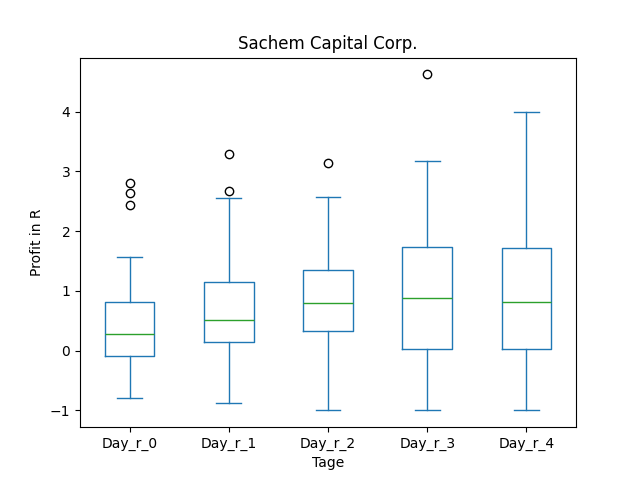 Sachem Capital Corp.
Profit in R
4
3
2
1
0
−1
Day_r_0 Day_r_1 Day_r_2 Day_r_3 Day_r_4
Tage